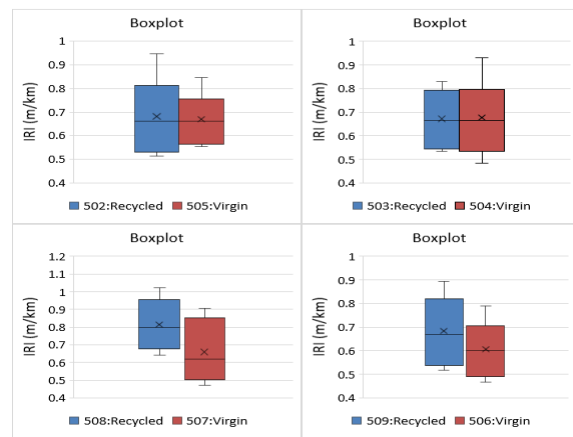 Boxplot
1
0.9
0.8
0.7
0.6
0.5
0.4
IRI (m/km)
502:Recycled 505:Virgin
Boxplot
1
0.9
0.8
0.7
0.6
0.5
0.4
IRI (m/km)
503:Recycled 504:Virgin
Boxplot
1.2
1.1
1
0.9
0.8
0.7
0.6
0.5
0.4
IRI (m/km)
508:Recycled 507:Virgin
Boxplot
1
0.9
0.8
0.7
0.6
0.5
0.4
IRI (m/km)
509:Recycled 506:Virgin